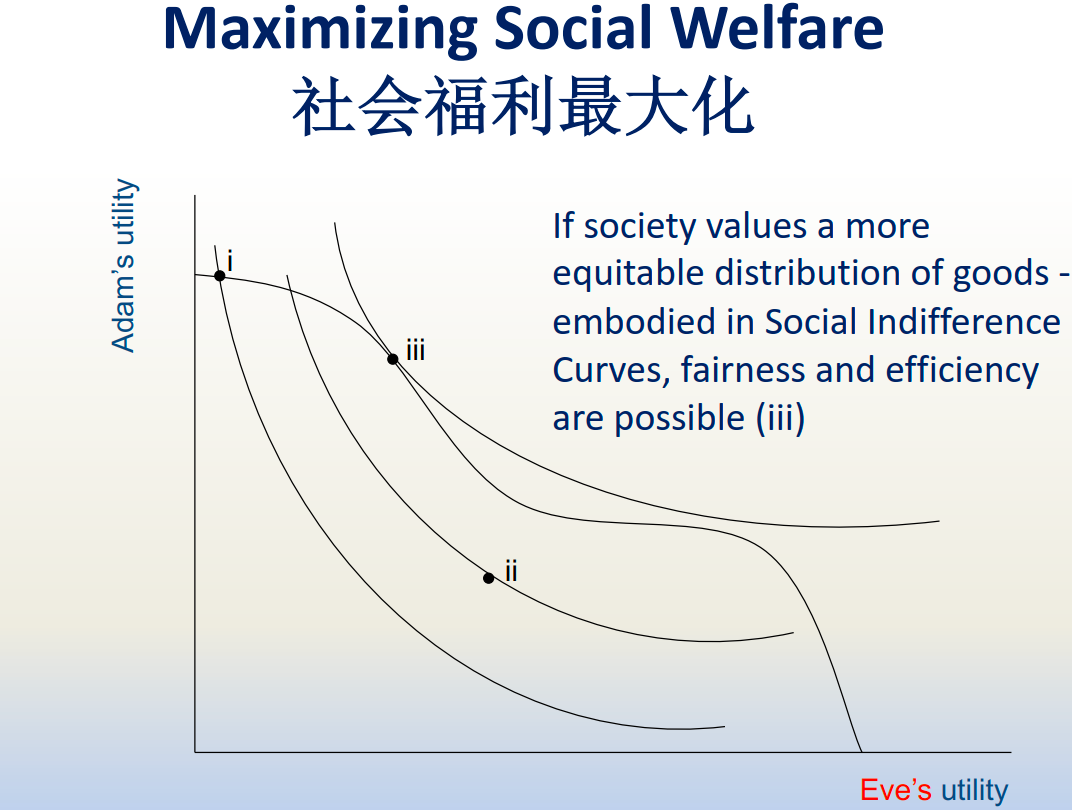 Maximizing Social Welfare
社会福利最大化
Adam's utility
If society values a more
equitable distribution of goods -
embodied in Social Indifference
Curves, fairness and efficiency
are possible (iii)
i
iii
ii
Eve's utility